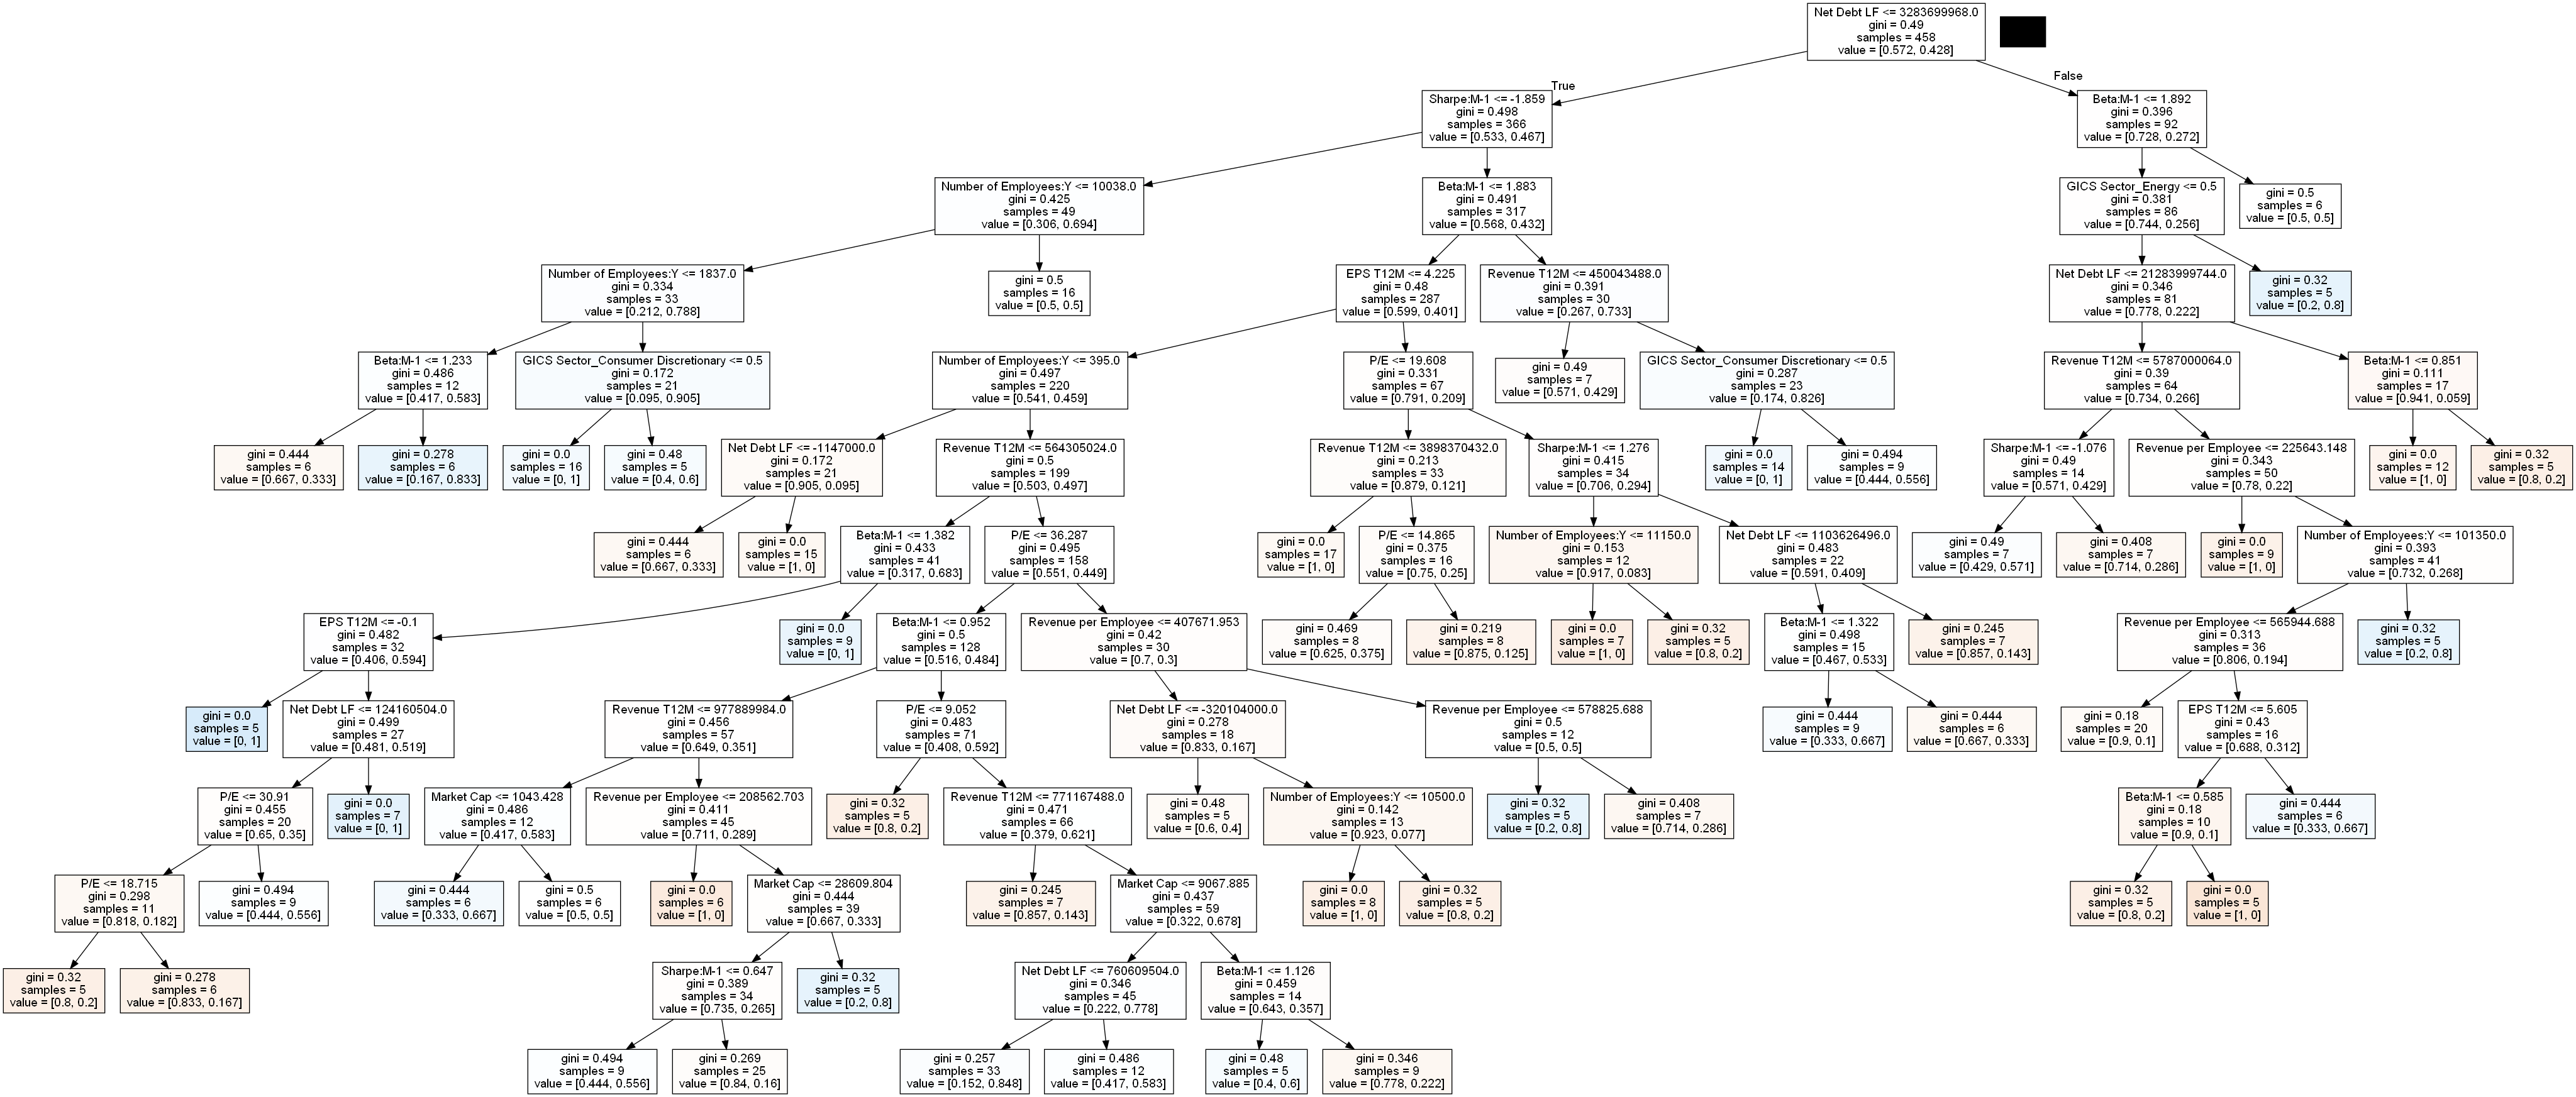 Net Debt LF <= 3283699968.0
gini = 0.49
samples = 458
value = [0.572, 0.428]
True
False
Sharpe:M-1 <= -1.859
gini = 0.498
samples = 366
value = [0.533, 0.467]
Beta:M-1 <= 1.892
gini = 0.396
samples = 92
value = [0.728, 0.272]
Number of Employees:Y <= 10038.0
gini = 0.425
samples = 49
value = [0.306, 0.694]
Beta:M-1 <= 1.883
gini = 0.491
samples = 317
value = [0.568, 0.432]
GICS Sector_Energy <= 0.5
gini = 0.381
samples = 86
value = [0.744, 0.256]
gini = 0.5
samples = 6
value = [0.5, 0.5]
Number of Employees:Y <= 1837.0
gini = 0.334
samples = 33
value = [0.212, 0.788]
gini = 0.5
samples = 16
value = [0.5, 0.5]
EPS T12M <= 4.225
gini = 0.48
samples = 287
value = [0.599, 0.401]
Revenue T12M <= 450043488.0
gini = 0.391
samples = 30
value = [0.267, 0.733]
Net Debt LF <= 21283999744.0
gini = 0.346
samples = 81
value = [0.778, 0.222]
gini = 0.32
samples = 5
value = [0.2, 0.8]
Beta:M-1 <= 1.233
gini = 0.486
samples = 12
value = [0.417, 0.583]
GICS Sector_Consumer Discretionary <= 0.5
gini = 0.172
samples = 21
value = [0.095, 0.905]
Number of Employees:Y <= 395.0
gini = 0.497
samples = 220
value = [0.541, 0.459]
P/E <= 19.608
gini = 0.331
samples = 67
value = [0.791, 0.209]
gini = 0.49
samples = 7
value = [0.571, 0.429]
GICS Sector_Consumer Discretionary <= 0.5
gini = 0.287
samples = 23
value = [0.174, 0.826]
Revenue T12M <= 5787000064.0
gini = 0.39
samples = 64
value = [0.734, 0.266]
Beta:M-1 <= 0.851
gini = 0.111
samples = 17
value = [0.941, 0.059]
gini = 0.444
samples = 6
value = [0.667, 0.333]
gini = 0.278
samples = 6
value = [0.167, 0.833]
gini = 0.0
samples = 16
value = [0, 1]
gini = 0.48
samples = 5
value = [0.4, 0.6]
Net Debt LF <= -1147000.0
gini = 0.172
samples = 21
value = [0.905, 0.095]
Revenue T12M <= 564305024.0
gini = 0.5
samples = 199
value = [0.503, 0.497]
Revenue T12M <= 3898370432.0
gini = 0.213
samples = 33
value = [0.879, 0.121]
Sharpe:M-1 <= 1.276
gini = 0.415
samples = 34
value = [0.706, 0.294]
gini = 0.0
samples = 14
value = [0, 1]
gini = 0.494
samples = 9
value = [0.444, 0.556]
Sharpe:M-1 <= -1.076
gini = 0.49
samples = 14
value = [0.571, 0.429]
Revenue per Employee <= 225643.148
gini = 0.343
samples = 50
value = [0.78, 0.22]
gini = 0.0
samples = 12
value = [1, 0]
gini = 0.32
samples = 5
value = [0.8, 0.2]
gini = 0.444
samples = 6
value = [0.667, 0.333]
gini = 0.0
samples = 15
value = [1, 0]
Beta:M-1 <= 1.382
gini = 0.433
samples = 41
value = [0.317, 0.683]
P/E <= 36.287
gini = 0.495
samples = 158
value = [0.551, 0.449]
gini = 0.0
samples = 17
value = [1, 0]
P/E <= 14.865
gini = 0.375
samples = 16
value = [0.75, 0.25]
Number of Employees:Y <= 11150.0
gini = 0.153
samples = 12
value = [0.917, 0.083]
Net Debt LF <= 1103626496.0
gini = 0.483
samples = 22
value = [0.591, 0.409]
gini = 0.49
samples = 7
value = [0.429, 0.571]
gini = 0.408
samples = 7
value = [0.714, 0.286]
gini = 0.0
samples = 9
value = [1, 0]
Number of Employees:Y <= 101350.0
gini = 0.393
samples = 41
value = [0.732, 0.268]
EPS T12M <= -0.1
gini = 0.482
samples = 32
value = [0.406, 0.594]
gini = 0.0
samples = 9
value = [0, 1]
Beta:M-1 <= 0.952
gini = 0.5
samples = 128
value = [0.516, 0.484]
Revenue per Employee <= 407671.953
gini = 0.42
samples = 30
value = [0.7, 0.3]
gini = 0.469
samples = 8
value = [0.625, 0.375]
gini = 0.219
samples = 8
value = [0.875, 0.125]
gini = 0.0
samples = 7
value = [1, 0]
gini = 0.32
samples = 5
value = [0.8, 0.2]
Beta:M-1 <= 1.322
gini = 0.498
samples = 15
value = [0.467, 0.533]
gini = 0.245
samples = 7
value = [0.857, 0.143]
Revenue per Employee <= 565944.688
gini = 0.313
samples = 36
value = [0.806, 0.194]
gini = 0.32
samples = 5
value = [0.2, 0.8]
gini = 0.0
samples = 5
value = [0, 1]
Net Debt LF <= 124160504.0
gini = 0.499
samples = 27
value = [0.481, 0.519]
Revenue T12M <= 977889984.0
gini = 0.456
samples = 57
value = [0.649, 0.351]
P/E <= 9.052
gini = 0.483
samples = 71
value = [0.408, 0.592]
Net Debt LF <= -320104000.0
gini = 0.278
samples = 18
value = [0.833, 0.167]
Revenue per Employee <= 578825.688
gini = 0.5
samples = 12
value = [0.5, 0.5]
gini = 0.444
samples = 9
value = [0.333, 0.667]
gini = 0.444
samples = 6
value = [0.667, 0.333]
gini = 0.18
samples = 20
value = [0.9, 0.1]
EPS T12M <= 5.605
gini = 0.43
samples = 16
value = [0.688, 0.312]
P/E <= 30.91
gini = 0.455
samples = 20
value = [0.65, 0.35]
gini = 0.0
samples = 7
value = [0, 1]
Market Cap <= 1043.428
gini = 0.486
samples = 12
value = [0.417, 0.583]
Revenue per Employee <= 208562.703
gini = 0.411
samples = 45
value = [0.711, 0.289]
gini = 0.32
samples = 5
value = [0.8, 0.2]
Revenue T12M <= 771167488.0
gini = 0.471
samples = 66
value = [0.379, 0.621]
gini = 0.48
samples = 5
value = [0.6, 0.4]
Number of Employees:Y <= 10500.0
gini = 0.142
samples = 13
value = [0.923, 0.077]
gini = 0.32
samples = 5
value = [0.2, 0.8]
gini = 0.408
samples = 7
value = [0.714, 0.286]
Beta:M-1 <= 0.585
gini = 0.18
samples = 10
value = [0.9, 0.1]
gini = 0.444
samples = 6
value = [0.333, 0.667]
P/E <= 18.715
gini = 0.298
samples = 11
value = [0.818, 0.182]
gini = 0.494
samples = 9
value = [0.444, 0.556]
gini = 0.444
samples = 6
value = [0.333, 0.667]
gini = 0.5
samples = 6
value = [0.5, 0.5]
gini = 0.0
samples = 6
value = [1, 0]
Market Cap <= 28609.804
gini = 0.444
samples = 39
value = [0.667, 0.333]
gini = 0.245
samples = 7
value = [0.857, 0.143]
Market Cap <= 9067.885
gini = 0.437
samples = 59
value = [0.322, 0.678]
gini = 0.0
samples = 8
value = [1, 0]
gini = 0.32
samples = 5
value = [0.8, 0.2]
gini = 0.32
samples = 5
value = [0.8, 0.2]
gini = 0.0
samples = 5
value = [1, 0]
gini = 0.32
samples = 5
value = [0.8, 0.2]
gini = 0.278
samples = 6
value = [0.833, 0.167]
Sharpe:M-1 <= 0.647
gini = 0.389
samples = 34
value = [0.735, 0.265]
gini = 0.32
samples = 5
value = [0.2, 0.8]
Net Debt LF <= 760609504.0
gini = 0.346
samples = 45
value = [0.222, 0.778]
Beta:M-1 <= 1.126
gini = 0.459
samples = 14
value = [0.643, 0.357]
gini = 0.494
samples = 9
value = [0.444, 0.556]
gini = 0.269
samples = 25
value = [0.84, 0.16]
gini = 0.257
samples = 33
value = [0.152, 0.848]
gini = 0.486
samples = 12
value = [0.417, 0.583]
gini = 0.48
samples = 5
value = [0.4, 0.6]
gini = 0.346
samples = 9
value = [0.778, 0.222]